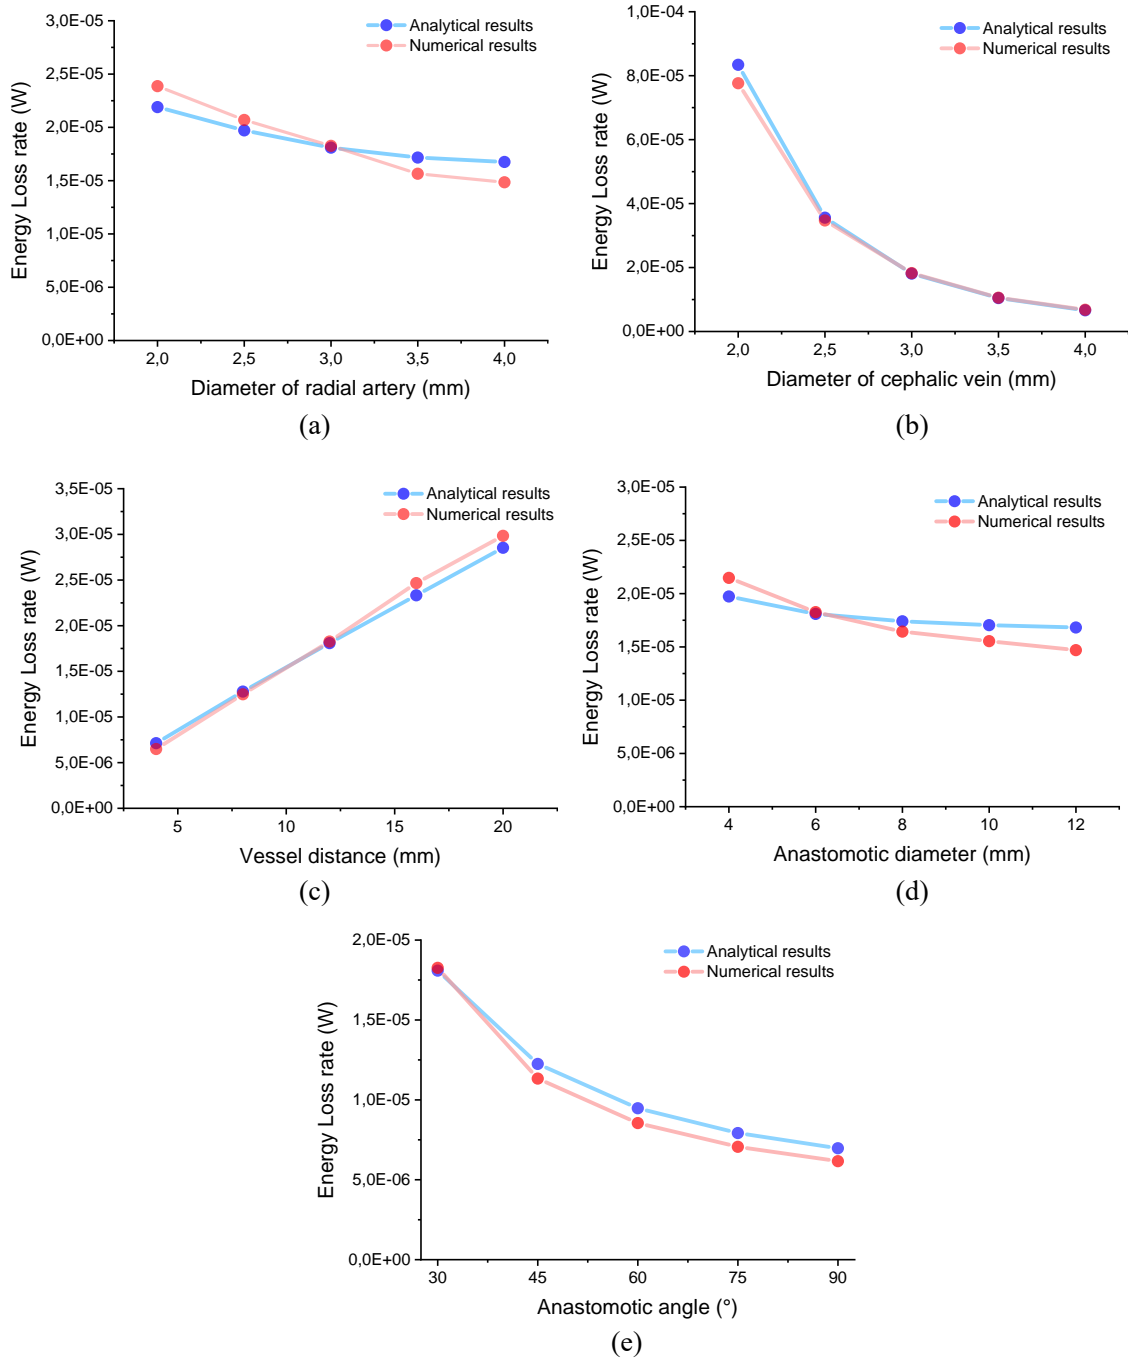 3,0E-05
2,5E-05
2,0E-05
1,5E-05
1,0E-05
5,0E-06
0,0E+00
Energy Loss rate (W)
Analytical results
Numerical results
2,0 2,5 3,0 3,5 4,0
Diameter of radial artery (mm)
(a)
1,0E-04
8,0E-05
6,0E-05
4,0E-05
2,0E-05
0,0E+00
Energy Loss rate (W)
Analytical results
Numerical results
2,0 2,5 3,0 3,5 4,0
Diameter of cephalic vein (mm)
(b)
3,5E-05
3,0E-05
2,5E-05
2,0E-05
1,5E-05
1,0E-05
5,0E-06
0,0E+00
Energy Loss rate (W)
Analytical results
Numerical results
5 10 15 20
Vessel distance (mm)
(c)
3,0E-05
2,5E-05
2,0E-05
1,5E-05
1,0E-05
5,0E-06
0,0E+00
Energy Loss rate (W)
Analytical results
Numerical results
4 6 8 10 12
Anastomotic diameter (mm)
(d)
2,0E-05
1,5E-05
1,0E-05
5,0E-06
0,0E+00
Energy Loss rate (W)
Analytical results
Numerical results
30 45 60 75 90
Anastomotic angle (°)
(e)